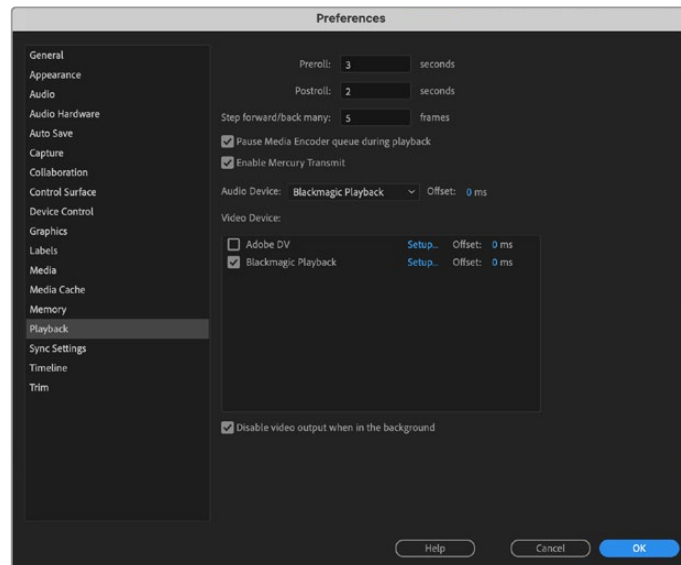 Preferences
General
Appearance
Audio
Audio Hardware
Auto Save
Capture
Collaboration
Control Surface
Device Control
Graphics
Labels
Media
Media Cache
Memory
Playback
Sync Settings
Timeline
Trim
Preroll: 3 seconds
Postroll: 2 seconds
Step forward/back many: 5 frames
Pause Media Encoder queue during playback
Enable Mercury Transmit
Audio Device: Blackmagic Playback Offset: 0 ms
Video Device:
Adobe DV Setup... Offset: 0 ms
Blackmagic Playback Setup... Offset: 0 ms
Disable video output when in the background
Help Cancel OK